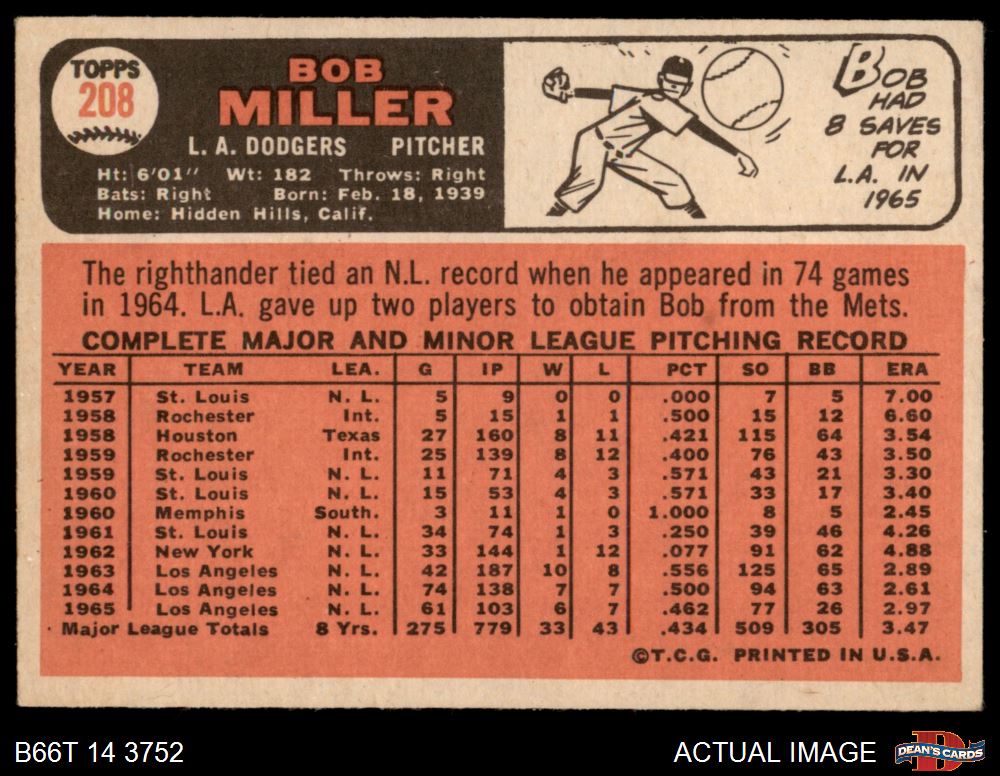 TOPPS
208
BOB
MILLER
L. A. DODGERS PITCHER
Ht: 6'01" Wt: 182 Throws: Right
Bats: Right Born: Feb. 18, 1939
Home: Hidden Hills, Calif.
BOB
HAD
8 SAVES
FOR
L.A. IN
1965
The righthander tied an N.L. record when he appeared in 74 games
in 1964. L.A. gave up two players to obtain Bob from the Mets.
COMPLETE MAJOR AND MINOR LEAGUE PITCHING RECORD
YEAR TEAM LEA. G IP W L PCT SO BB ERA
1957 St. Louis N. L. 5 9 0 0 .000 7 5 7.00
1958 Rochester Int. 5 15 1 1 .500 15 12 6.60
1958 Houston Texas 27 160 8 11 .421 115 64 3.54
1959 Rochester Int. 25 139 8 12 .400 76 43 3.50
1959 St. Louis N. L. 11 71 4 3 .571 43 21 3.30
1960 St. Louis N. L. 15 53 4 3 .571 33 17 3.40
1960 Memphis South. 3 11 1 0 1.000 8 5 2.45
1961 St. Louis N. L. 34 74 1 3 .250 39 46 4.26
1962 New York N. L. 33 144 1 12 .077 91 62 4.88
1963 Los Angeles N. L. 42 187 10 8 .556 125 65 2.89
1964 Los Angeles N. L. 74 138 7 7 .500 94 63 2.61
1965 Los Angeles N. L. 61 103 6 7 .462 77 26 2.97
Major League Totals 8 Yrs. 275 779 33 43 .434 509 305 3.47
©T.C.G. PRINTED IN U.S.A.
B66T 14 3752 ACTUAL IMAGE DEAN'S CARDS